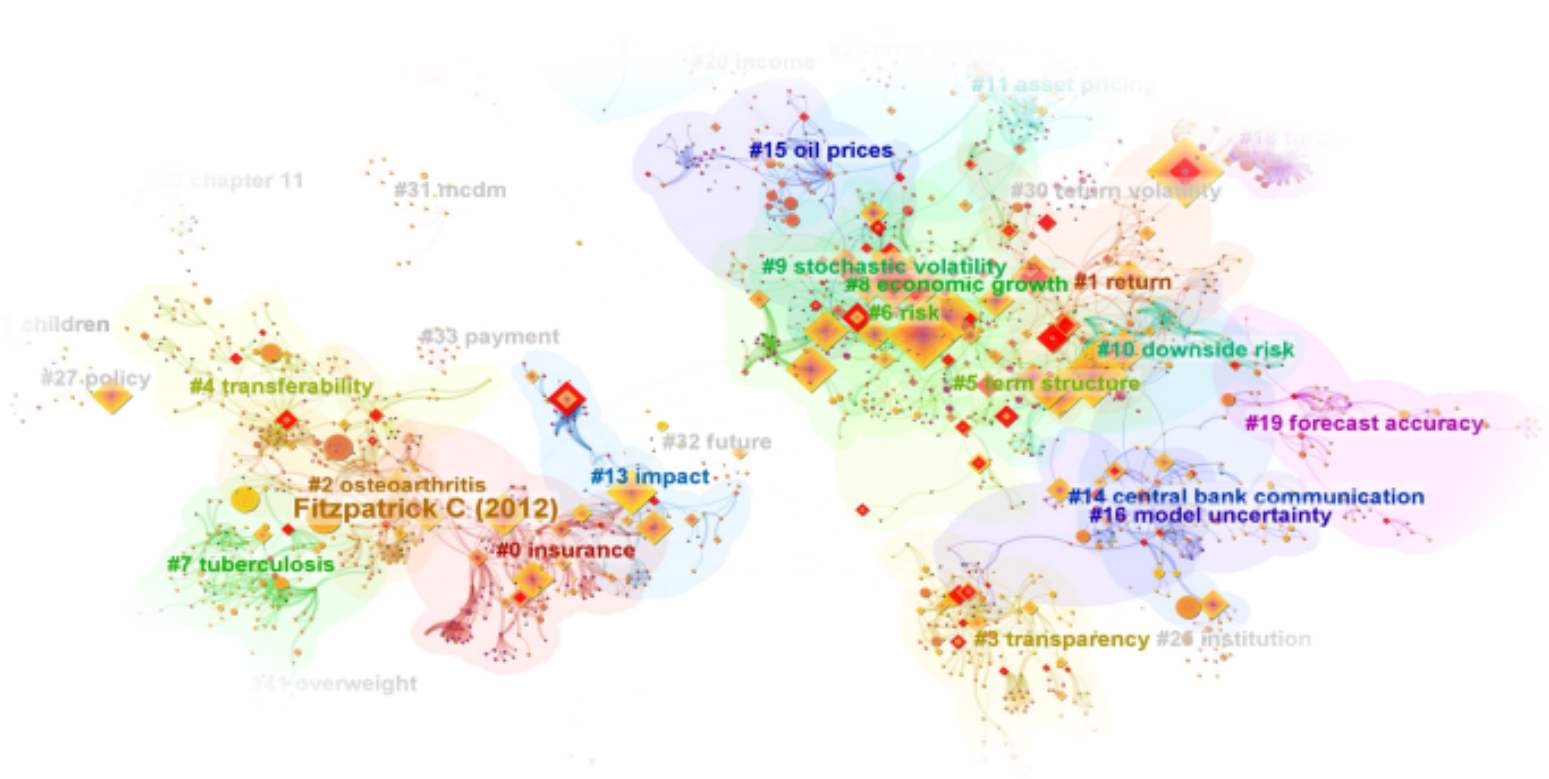 #20 income
#11 asset pricing
#18
#15 oil prices
chapter 11
#31 mcdm
#30 return volatility
#9 stochastic volatility
#8 economic growth
#1 return
#6 risk
children
#33 payment
#10 downside risk
#27 policy
#4 transferability
#5 term structure
#19 forecast accuracy
#32 future
#13 impact
#2 osteoarthritis
#14 central bank communication
Fitzpatrick C (2012)
#16 model uncertainty
#0 insurance
#7 tuberculosis
#3 transparency
institution
overweight